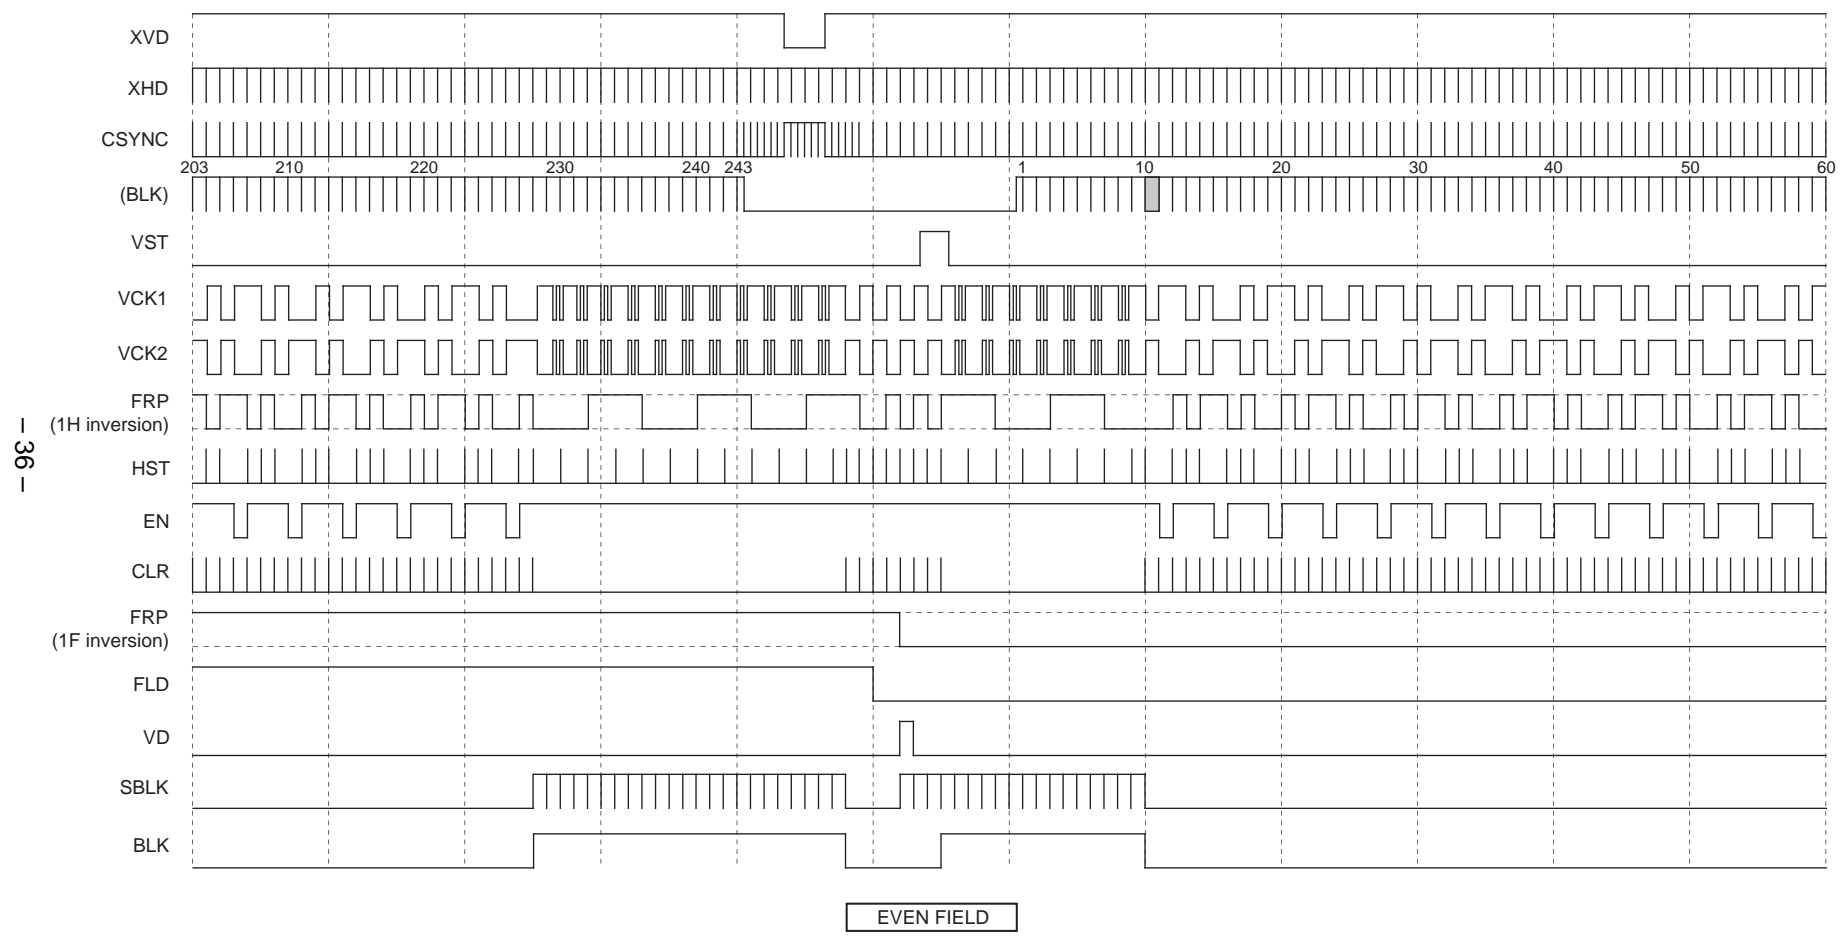 XVD
XHD
CSYNC
203 210 220 230 240 243 1 10 20 30 40 50 60
(BLK)
VST
VCK1
VCK2
FRP
(1H inversion)
HST
EN
CLR
FRP
(1F inversion)
FLD
VD
SBLK
BLK
EVEN FIELD
– 36 –